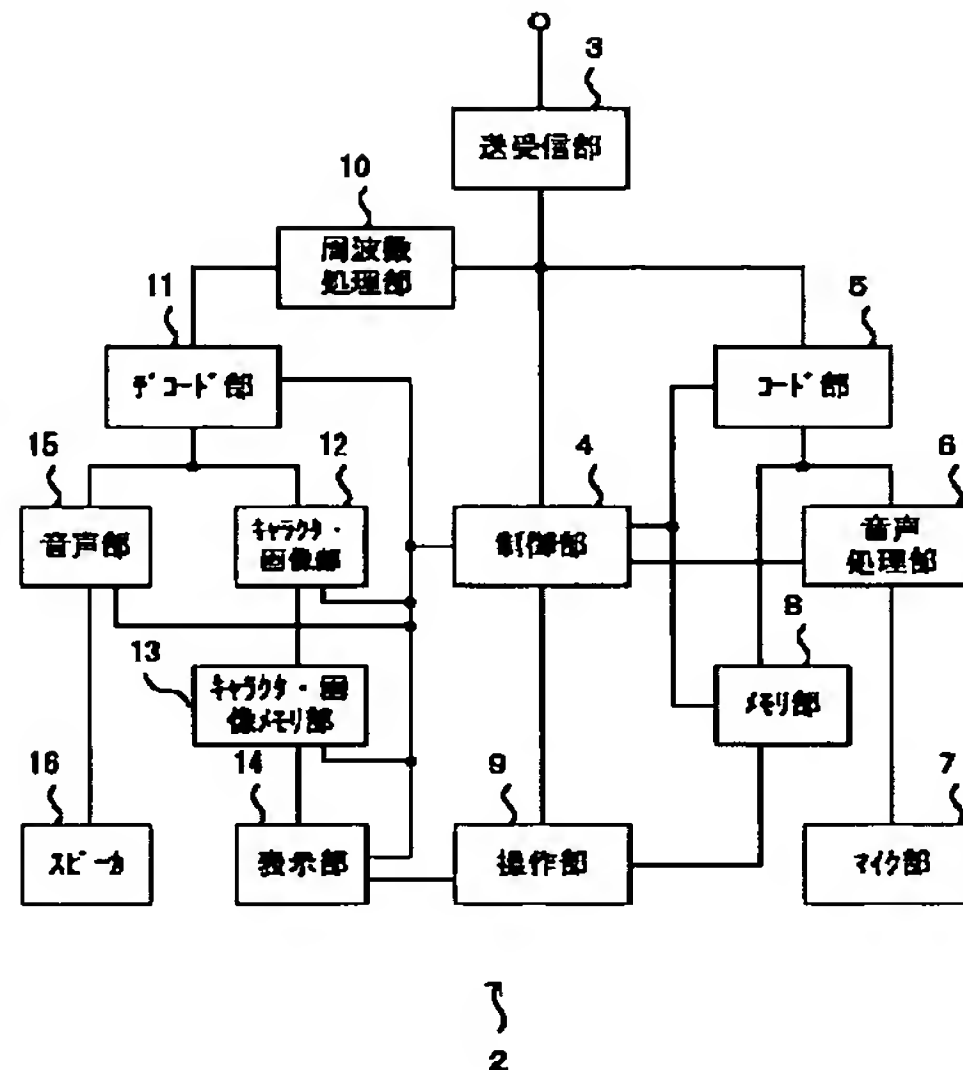 3
送受信部
10
周波数
処理部
11
デコード部
5
コード部
15
音声部
12
キャラクタ・
画像部
4
制御部
6
音声
処理部
13
キャラクタ・画
像メモリ部
8
メモリ部
16
スピーカ
14
表示部
9
操作部
7
マイク部
2